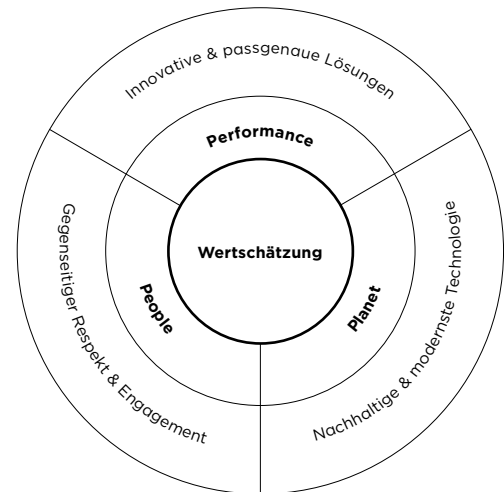 Innovative & passgenaue Lösungen
Performance
Wertschätzung
People
Planet
Gegenseitiger Respekt & Engagement
Nachhaltige & modernste Technologie